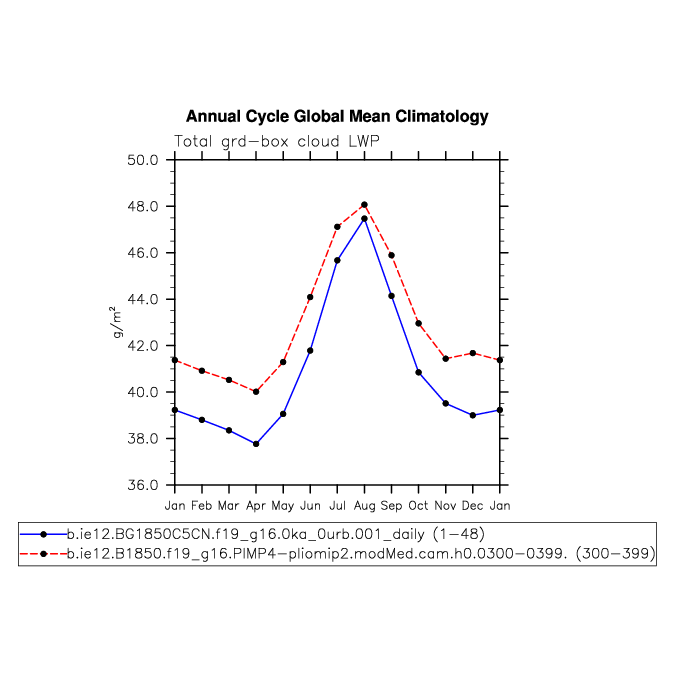 Annual Cycle Global Mean Climatology
Total grd-box cloud LWP
50.0
48.0
46.0
44.0
42.0
40.0
38.0
36.0
g/m²
Jan Feb Mar Apr May Jun Jul Aug Sep Oct Nov Dec Jan
b.ie12.BG1850C5CN.f19_g16.0ka_0urb.001_daily (1-48)
b.ie12.B1850.f19_g16.PlMP4-pliomip2.modMed.cam.h0.0300-0399. (300-399)